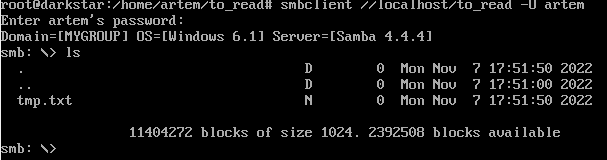 root@darkstar:/home/artem/to_read# smbclient //localhost/to_read -U artem
Enter artem's password:
Domain=[MYGROUP] OS=[Windows 6.1] Server=[Samba 4.4.4]
smb: \> ls
  .                                   D        0  Mon Nov  7 17:51:50 2022
  ..                                  D        0  Mon Nov  7 17:51:00 2022
  tmp.txt                             N        0  Mon Nov  7 17:51:50 2022
                11404272 blocks of size 1024. 2392508 blocks available
smb: \>